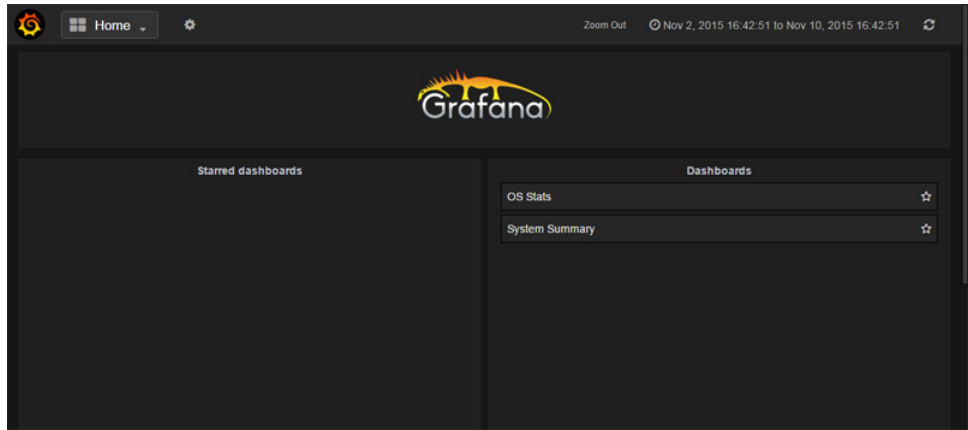 Home
Zoom Out
Nov 2, 2015 16:42:51 to Nov 10, 2015 16:42:51
Grafana
Starred dashboards
Dashboards
OS Stats
System Summary